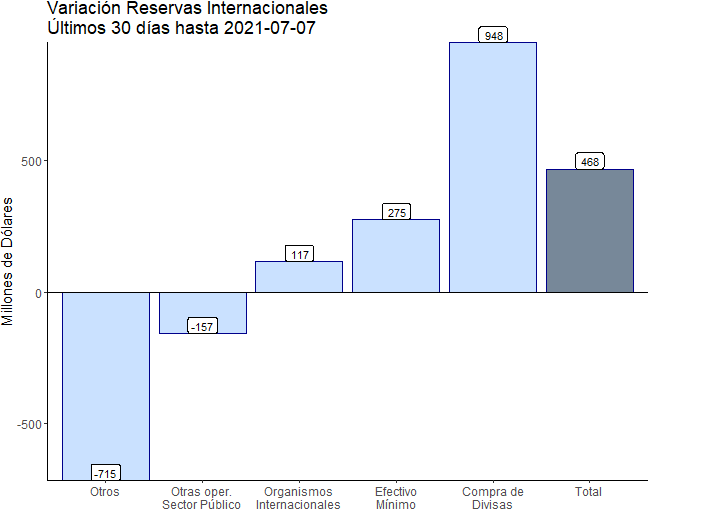 Variación Reservas Internacionales
Últimos 30 días hasta 2021-07-07
948
500
468
275
117
Millones de Dólares
0
-157
-500
-715
Otros
Otras oper.
Sector Público
Organismos
Internacionales
Efectivo
Mínimo
Compra de
Divisas
Total